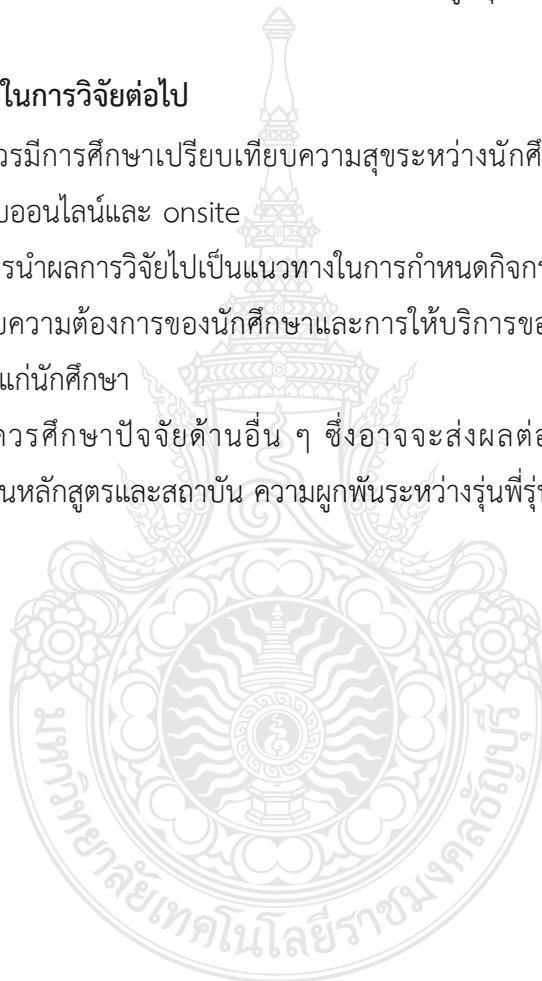 ในการวิจัยต่อไป
วรมีการศึกษาเปรียบเทียบความสุขระหว่างนักศึ
บออนไลน์และ onsite
รนำผลการวิจัยไปเป็นแนวทางในการกำหนดกิจก
บความต้องการของนักศึกษาและการให้บริการขอ
แก่นักศึกษา
ควรศึกษาปัจจัยด้านอื่น ๆ ซึ่งอาจจะส่งผลต่อ
นหลักสูตรและสถาบัน ความผูกพันระหว่างรุ่นพี่รุ่น
มหาวิทยาลัยเทคโนโลยีราชมงคลธัญบุรี